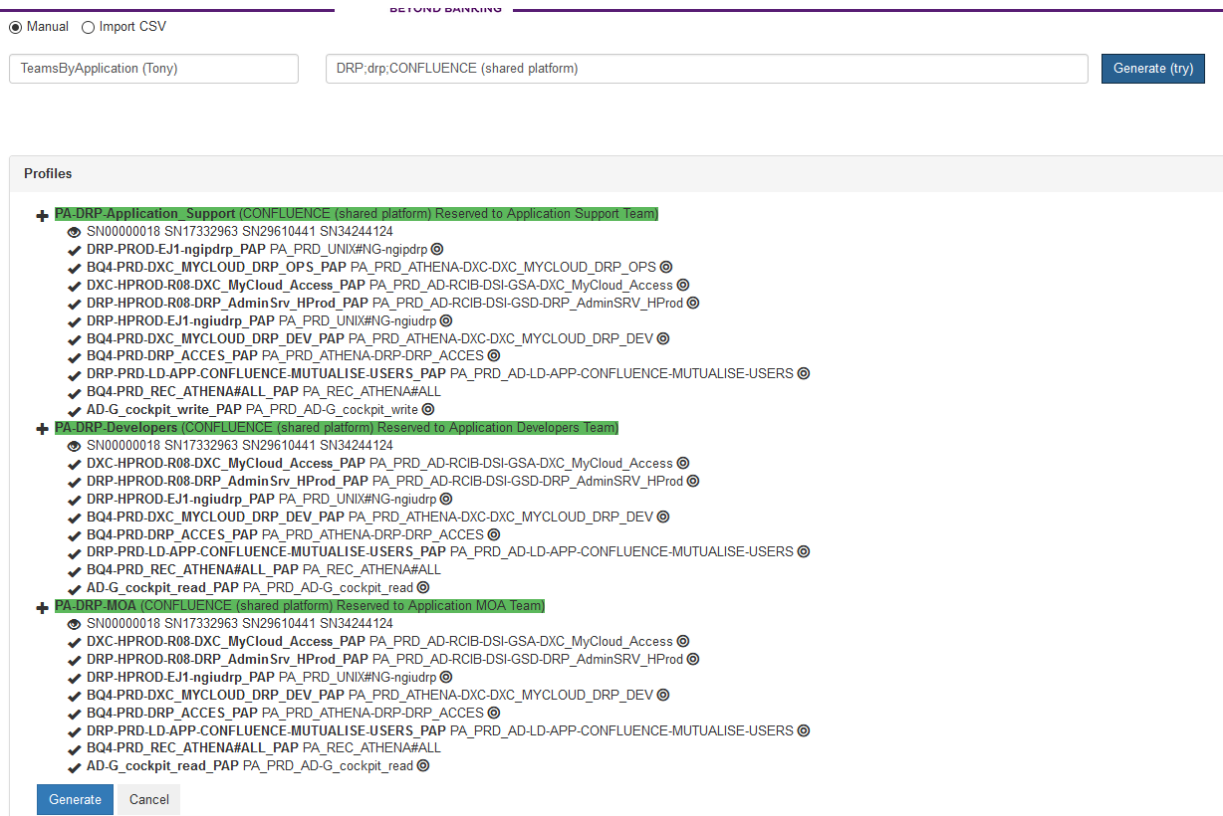 BEYOND BANKING
Manual Import CSV
TeamsByApplication (Tony) DRP;drp;CONFLUENCE (shared platform) Generate (try)
Profiles
PA-DRP-Application_Support (CONFLUENCE (shared platform) Reserved to Application Support Team)
SN00000018 SN17332963 SN29610441 SN34244124
DRP-PROD-EJ1-ngipdrp_PAP PA_PRD_UNIX#NG-ngipdrp
BQ4-PRD-DXC_MYCLOUD_DRP_OPS_PAP PA_PRD_ATHENA-DXC-DXC_MYCLOUD_DRP_OPS
DXC-HPROD-R08-DXC_MyCloud_Access_PAP PA_PRD_AD-RCIB-DSI-GSA-DXC_MyCloud_Access
DRP-HPROD-R08-DRP_AdminSrv_HProd_PAP PA_PRD_AD-RCIB-DSI-GSD-DRP_AdminSRV_HProd
DRP-HPROD-EJ1-ngiudrp_PAP PA_PRD_UNIX#NG-ngiudrp
BQ4-PRD-DXC_MYCLOUD_DRP_DEV_PAP PA_PRD_ATHENA-DXC-DXC_MYCLOUD_DRP_DEV
BQ4-PRD-DRP_ACCES_PAP PA_PRD_ATHENA-DRP-DRP_ACCES
DRP-PRD-LD-APP-CONFLUENCE-MUTUALISE-USERS_PAP PA_PRD_AD-LD-APP-CONFLUENCE-MUTUALISE-USERS
BQ4-PRD_REC_ATHENA#ALL_PAP PA_REC_ATHENA#ALL
AD-G_cockpit_write_PAP PA_PRD_AD-G_cockpit_write
PA-DRP-Developers (CONFLUENCE (shared platform) Reserved to Application Developers Team)
SN00000018 SN17332963 SN29610441 SN34244124
DXC-HPROD-R08-DXC_MyCloud_Access_PAP PA_PRD_AD-RCIB-DSI-GSA-DXC_MyCloud_Access
DRP-HPROD-R08-DRP_AdminSrv_HProd_PAP PA_PRD_AD-RCIB-DSI-GSD-DRP_AdminSRV_HProd
DRP-HPROD-EJ1-ngiudrp_PAP PA_PRD_UNIX#NG-ngiudrp
BQ4-PRD-DXC_MYCLOUD_DRP_DEV_PAP PA_PRD_ATHENA-DXC-DXC_MYCLOUD_DRP_DEV
BQ4-PRD-DRP_ACCES_PAP PA_PRD_ATHENA-DRP-DRP_ACCES
DRP-PRD-LD-APP-CONFLUENCE-MUTUALISE-USERS_PAP PA_PRD_AD-LD-APP-CONFLUENCE-MUTUALISE-USERS
BQ4-PRD_REC_ATHENA#ALL_PAP PA_REC_ATHENA#ALL
AD-G_cockpit_read_PAP PA_PRD_AD-G_cockpit_read
PA-DRP-MOA (CONFLUENCE (shared platform) Reserved to Application MOA Team)
SN00000018 SN17332963 SN29610441 SN34244124
DXC-HPROD-R08-DXC_MyCloud_Access_PAP PA_PRD_AD-RCIB-DSI-GSA-DXC_MyCloud_Access
DRP-HPROD-R08-DRP_AdminSrv_HProd_PAP PA_PRD_AD-RCIB-DSI-GSD-DRP_AdminSRV_HProd
DRP-HPROD-EJ1-ngiudrp_PAP PA_PRD_UNIX#NG-ngiudrp
BQ4-PRD-DXC_MYCLOUD_DRP_DEV_PAP PA_PRD_ATHENA-DXC-DXC_MYCLOUD_DRP_DEV
BQ4-PRD-DRP_ACCES_PAP PA_PRD_ATHENA-DRP-DRP_ACCES
DRP-PRD-LD-APP-CONFLUENCE-MUTUALISE-USERS_PAP PA_PRD_AD-LD-APP-CONFLUENCE-MUTUALISE-USERS
BQ4-PRD_REC_ATHENA#ALL_PAP PA_REC_ATHENA#ALL
AD-G_cockpit_read_PAP PA_PRD_AD-G_cockpit_read
Generate Cancel